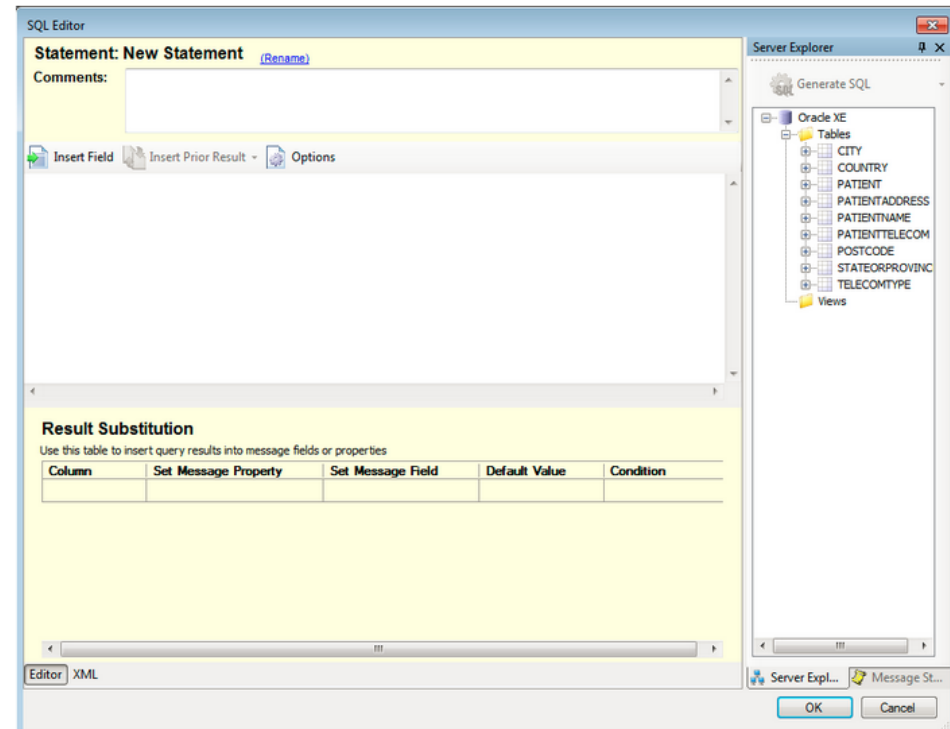 SQL Editor
Statement: New Statement (Rename)
Comments:
Insert Field Insert Prior Result Options
Result Substitution
Use this table to insert query results into message fields or properties
Column Set Message Property Set Message Field Default Value Condition
Editor XML
Server Explorer
Generate SQL
Oracle XE
Tables
CITY
COUNTRY
PATIENT
PATIENTADDRESS
PATIENTNAME
PATIENTTELECOM
POSTCODE
STATEORPROVINC
TELECOMTYPE
Views
Server Expl... Message St...
OK Cancel